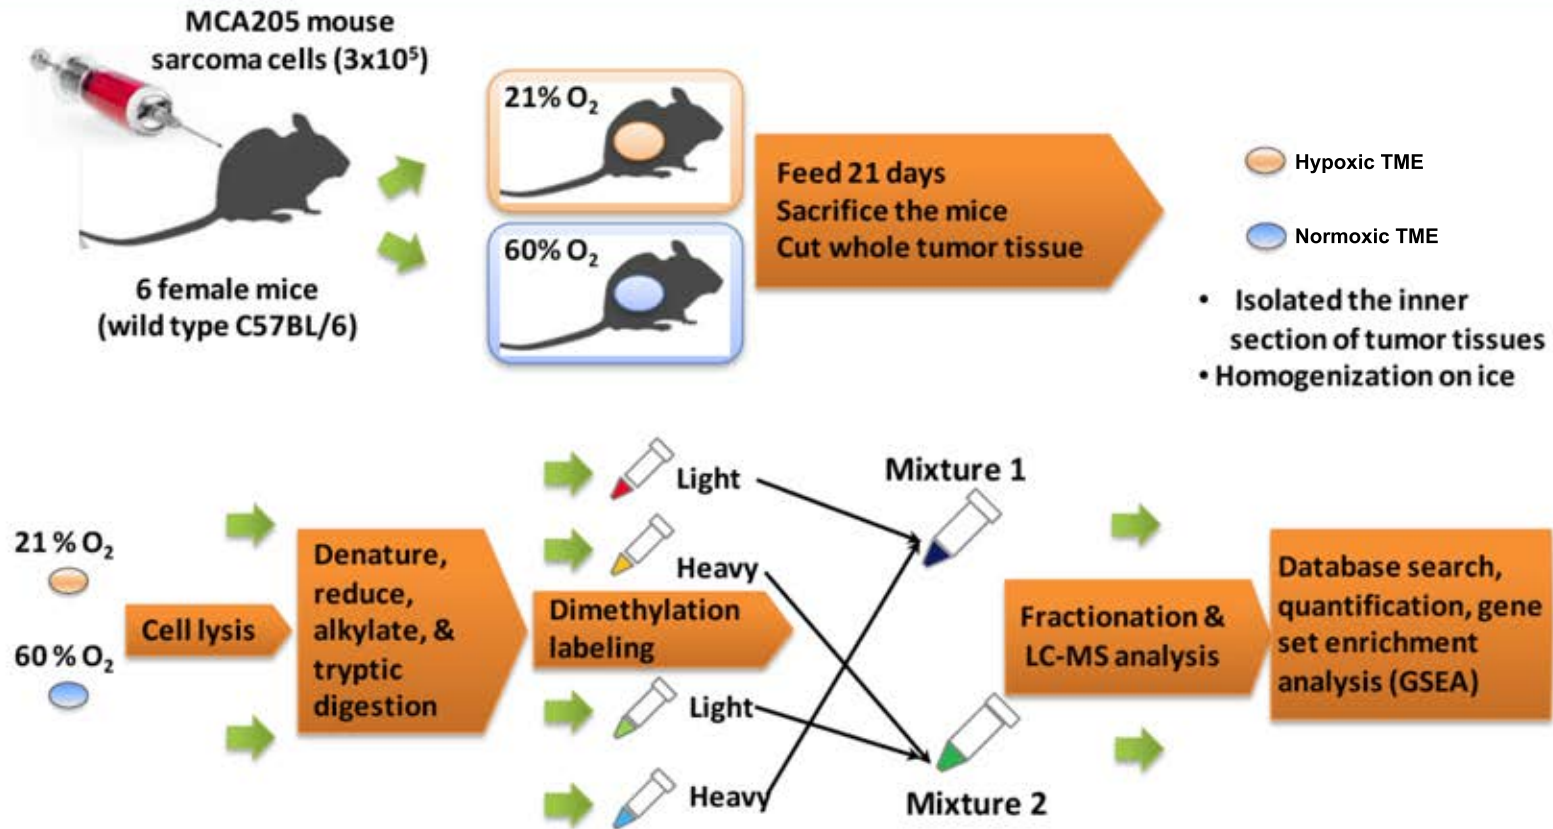 MCA205 mouse
sarcoma cells (3x10⁵)
6 female mice
(wild type C57BL/6)
21% O₂
60% O₂
Feed 21 days
Sacrifice the mice
Cut whole tumor tissue
Hypoxic TME
Normoxic TME
• Isolated the inner
section of tumor tissues
• Homogenization on ice
21% O₂
60% O₂
Cell lysis
Denature,
reduce,
alkylate, &
tryptic
digestion
Light
Heavy
Dimethylation
labeling
Light
Heavy
Mixture 1
Mixture 2
Fractionation &
LC-MS analysis
Database search,
quantification, gene
set enrichment
analysis (GSEA)